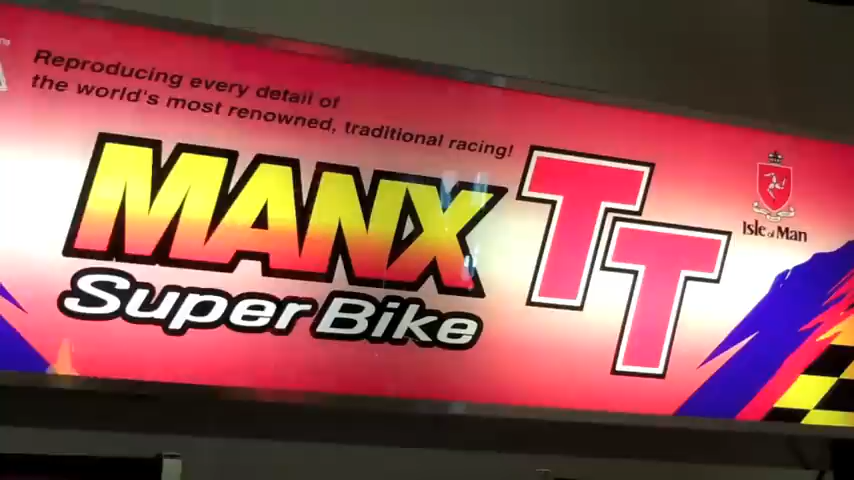 Reproducing every detail of
the world's most renowned, traditional racing!
MANX TT
Super Bike
Isle of Man